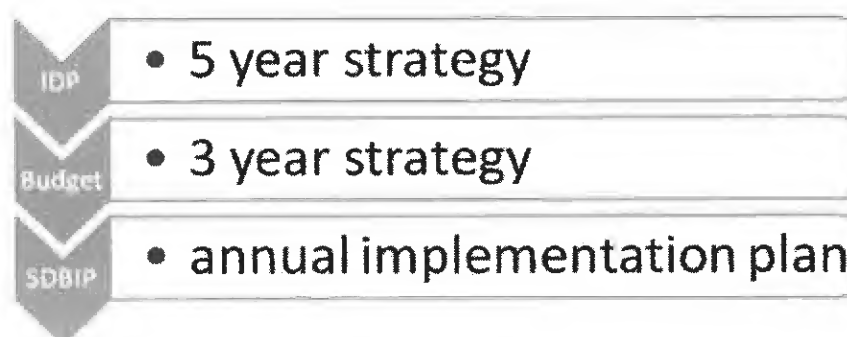 IDP
• 5 year strategy
Budget
• 3 year strategy
SDBIP
• annual implementation plan